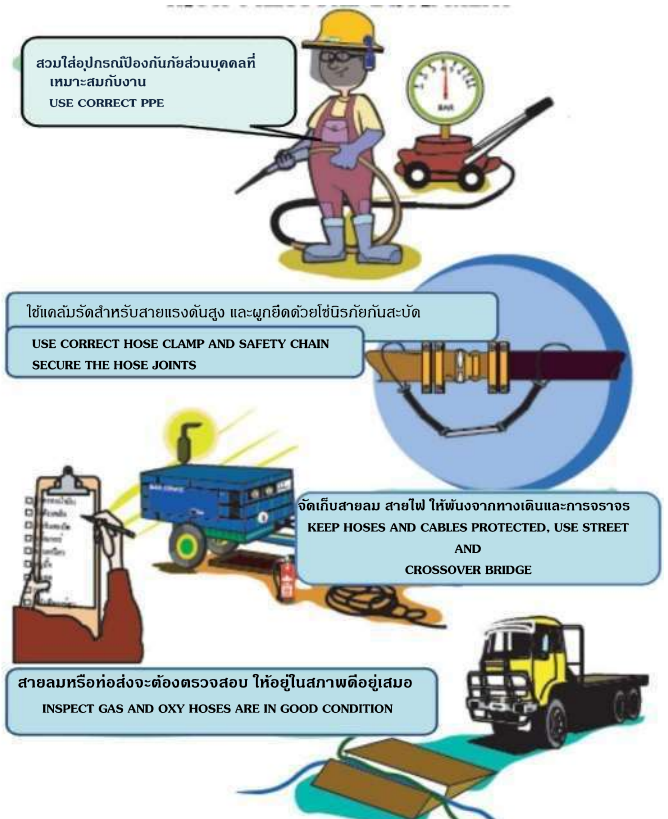 สวมใส่อุปกรณ์ป้องกันภัยส่วนบุคคลที่
เหมาะสมกับงาน
USE CORRECT PPE
BAR
ใช้แคล้มรัดสำหรับสายแรงดันสูง และผูกยึดด้วยโซ่นิรภัยกันสะบัด
USE CORRECT HOSE CLAMP AND SAFETY CHAIN
SECURE THE HOSE JOINTS
จัดเก็บสายลม สายไฟ ให้พ้นจากทางเดินและการจราจร
KEEP HOSES AND CABLES PROTECTED, USE STREET
AND
CROSSOVER BRIDGE
สายลมหรือท่อส่งจะต้องตรวจสอบ ให้อยู่ในสภาพดีอยู่เสมอ
INSPECT GAS AND OXY HOSES ARE IN GOOD CONDITION